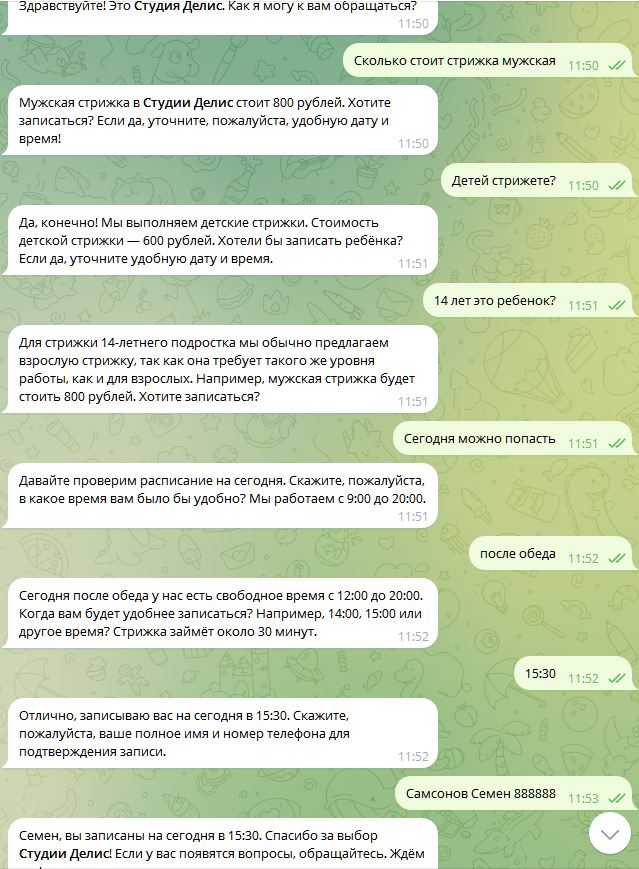 Здравствуйте! Это Студия Делис. Как я могу к вам обращаться?
11:50
Сколько стоит стрижка мужская 11:50
Мужская стрижка в Студии Делис стоит 800 рублей. Хотите
записаться? Если да, уточните, пожалуйста, удобную дату и
время!
11:50
Детей стрижете? 11:50
Да, конечно! Мы выполняем детские стрижки. Стоимость
детской стрижки — 600 рублей. Хотели бы записать ребёнка?
Если да, уточните удобную дату и время.
11:51
14 лет это ребенок? 11:51
Для стрижки 14-летнего подростка мы обычно предлагаем
взрослую стрижку, так как она требует такого же уровня
работы, как и для взрослых. Например, мужская стрижка будет
стоить 800 рублей. Хотите записаться?
11:51
Сегодня можно попасть 11:51
Давайте проверим расписание на сегодня. Скажите, пожалуйста,
в какое время вам было бы удобно? Мы работаем с 9:00 до 20:00.
11:51
после обеда 11:52
Сегодня после обеда у нас есть свободное время с 12:00 до 20:00.
Когда вам будет удобнее записаться? Например, 14:00, 15:00 или
другое время? Стрижка займёт около 30 минут.
11:52
15:30 11:52
Отлично, записываю вас на сегодня в 15:30. Скажите,
пожалуйста, ваше полное имя и номер телефона для
подтверждения записи.
11:52
Самсонов Семен 888888 11:53
Семен, вы записаны на сегодня в 15:30. Спасибо за выбор
Студии Делис! Если у вас появятся вопросы, обращайтесь. Ждём